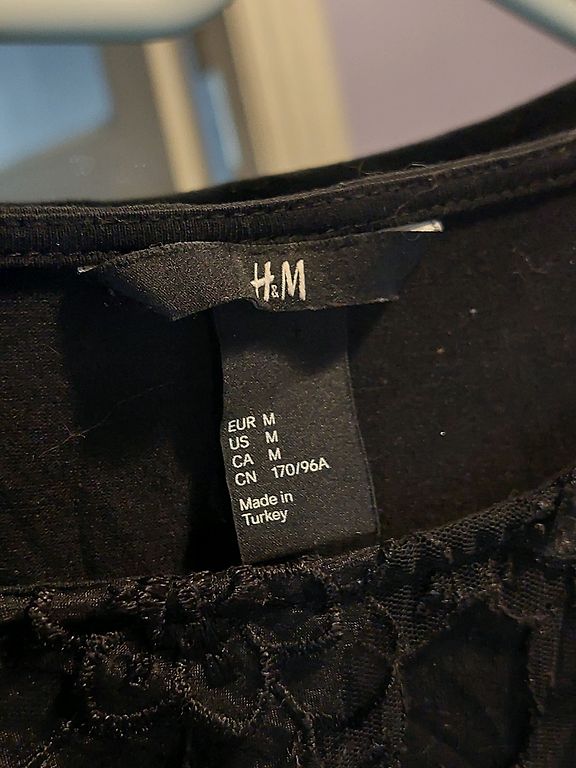 H&M
EUR M
US M
CA M
CN 170/96A
Made in
Turkey